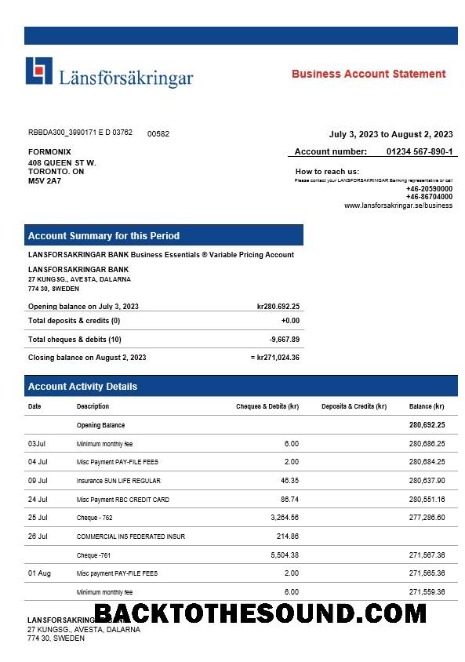 Länsförsäkringar
Business Account Statement
RBBDA300_3990171 E D 03762 00582
July 3, 2023 to August 2, 2023
FORMONIX
408 QUEEN ST W.
TORONTO. ON
M5V 2A7
Account number: 01234 567-890-1
How to reach us:
Please contact your LANSFORSAKRINGAR Banking representative or call
+46-20590000
+46-86704000
www.lansforsakringar.se/business
Account Summary for this Period
LANSFORSAKRINGAR BANK Business Essentials ® Variable Pricing Account
LANSFORSAKRINGAR BANK
27 KUNGSG., AVESTA, DALARNA
774 30, SWEDEN
Opening balance on July 3, 2023 kr280.692.25
Total deposits & credits (0) +0.00
Total cheques & debits (10) -9,667.89
Closing balance on August 2, 2023 = kr271,024.36
Account Activity Details
Date Description Cheques & Debits (kr) Deposits & Credits (kr) Balance (kr)
Opening Balance 280,692.25
03Jul Minimum monthly fee 6.00 280,686.25
04 Jul Misc Payment PAY-FILE FEES 2.00 280,684.25
09 Jul Insurance SUN LIFE REGULAR 46.35 280,637.90
24 Jul Misc Payment RBC CREDIT CARD 86.74 280,551.16
25 Jul Cheque - 762 3,264.56 277,286.60
26 Jul COMMERCIAL INS FEDERATED INSUR 214.86
Cheque -761 5,504.38 271,567.36
01 Aug Misc payment PAY-FILE FEES 2.00 271,565.36
Minimum monthly fee 6.00 271,559.36
BACKTOTHESOUND.COM
LANSFORSAKRINGAR BANK
27 KUNGSG., AVESTA, DALARNA
774 30, SWEDEN